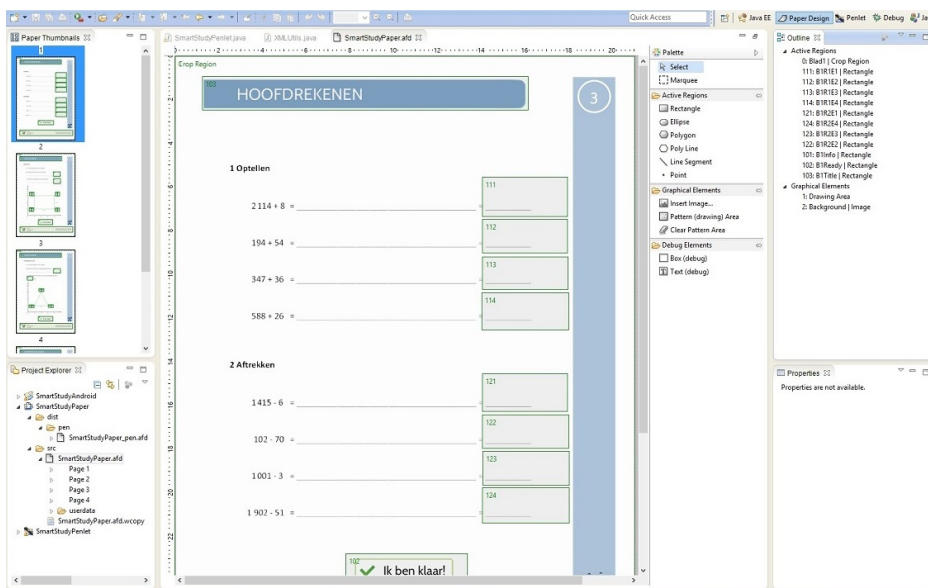 Quick Access
Java EE
Paper Design
Penlet
Debug
Paper Thumbnails
1
2
3
4
Project Explorer
SmartStudyAndroid
SmartStudyPaper
dist
pen
SmartStudyPaper_pen.afd
src
SmartStudyPaper.afd
Page 1
Page 2
Page 3
Page 4
userdata
SmartStudyPaper.afd.wcopy
SmartStudyPenlet
SmartStudyPenlet.java
XMLUtils.java
SmartStudyPaper.afd
Crop Region
103
HOOFDREKENEN
3
1 Optellen
2 114 + 8 =
=
111
194 + 54 =
=
112
347 + 36 =
=
113
588 + 26 =
=
114
2 Aftrekken
1 415 - 6 =
=
121
102 - 70 =
=
122
1 001 - 3 =
=
123
1 902 - 51 =
=
124
102
Ik ben klaar!
Palette
Select
Marquee
Active Regions
Rectangle
Ellipse
Polygon
Poly Line
Line Segment
Point
Graphical Elements
Insert Image...
Pattern (drawing) Area
Clear Pattern Area
Debug Elements
Box (debug)
Text (debug)
Outline
Active Regions
0: Blad1 | Crop Region
111: B1R1E1 | Rectangle
112: B1R1E2 | Rectangle
113: B1R1E3 | Rectangle
114: B1R1E4 | Rectangle
121: B1R2E1 | Rectangle
124: B1R2E4 | Rectangle
123: B1R2E3 | Rectangle
122: B1R2E2 | Rectangle
101: B1Info | Rectangle
102: B1Ready | Rectangle
103: B1Title | Rectangle
Graphical Elements
1: Drawing Area
2: Background | Image
Properties
Properties are not available.